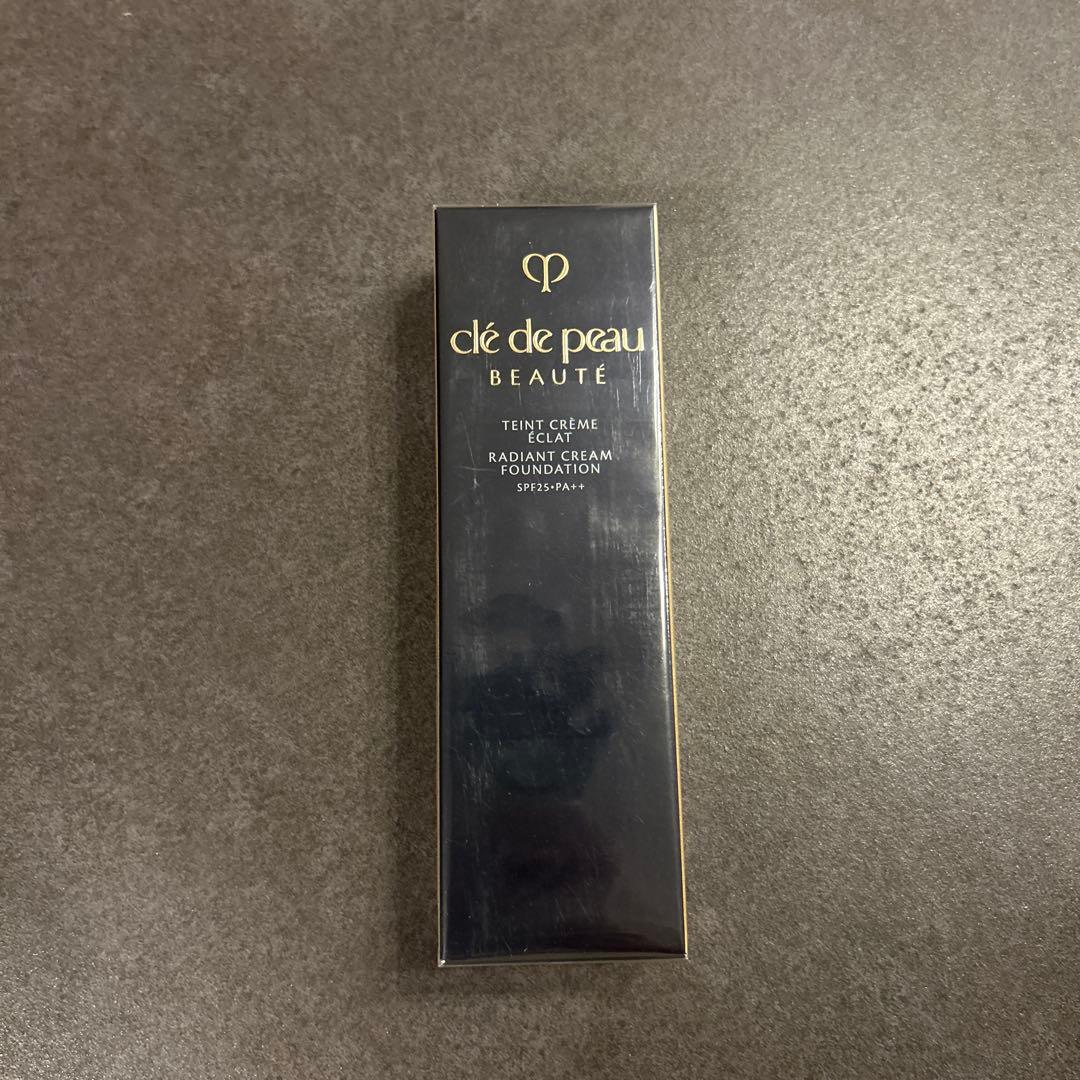 clé de peau
BEAUTÉ
TEINT CRÈME
ÉCLAT
RADIANT CREAM
FOUNDATION
SPF25•PA++